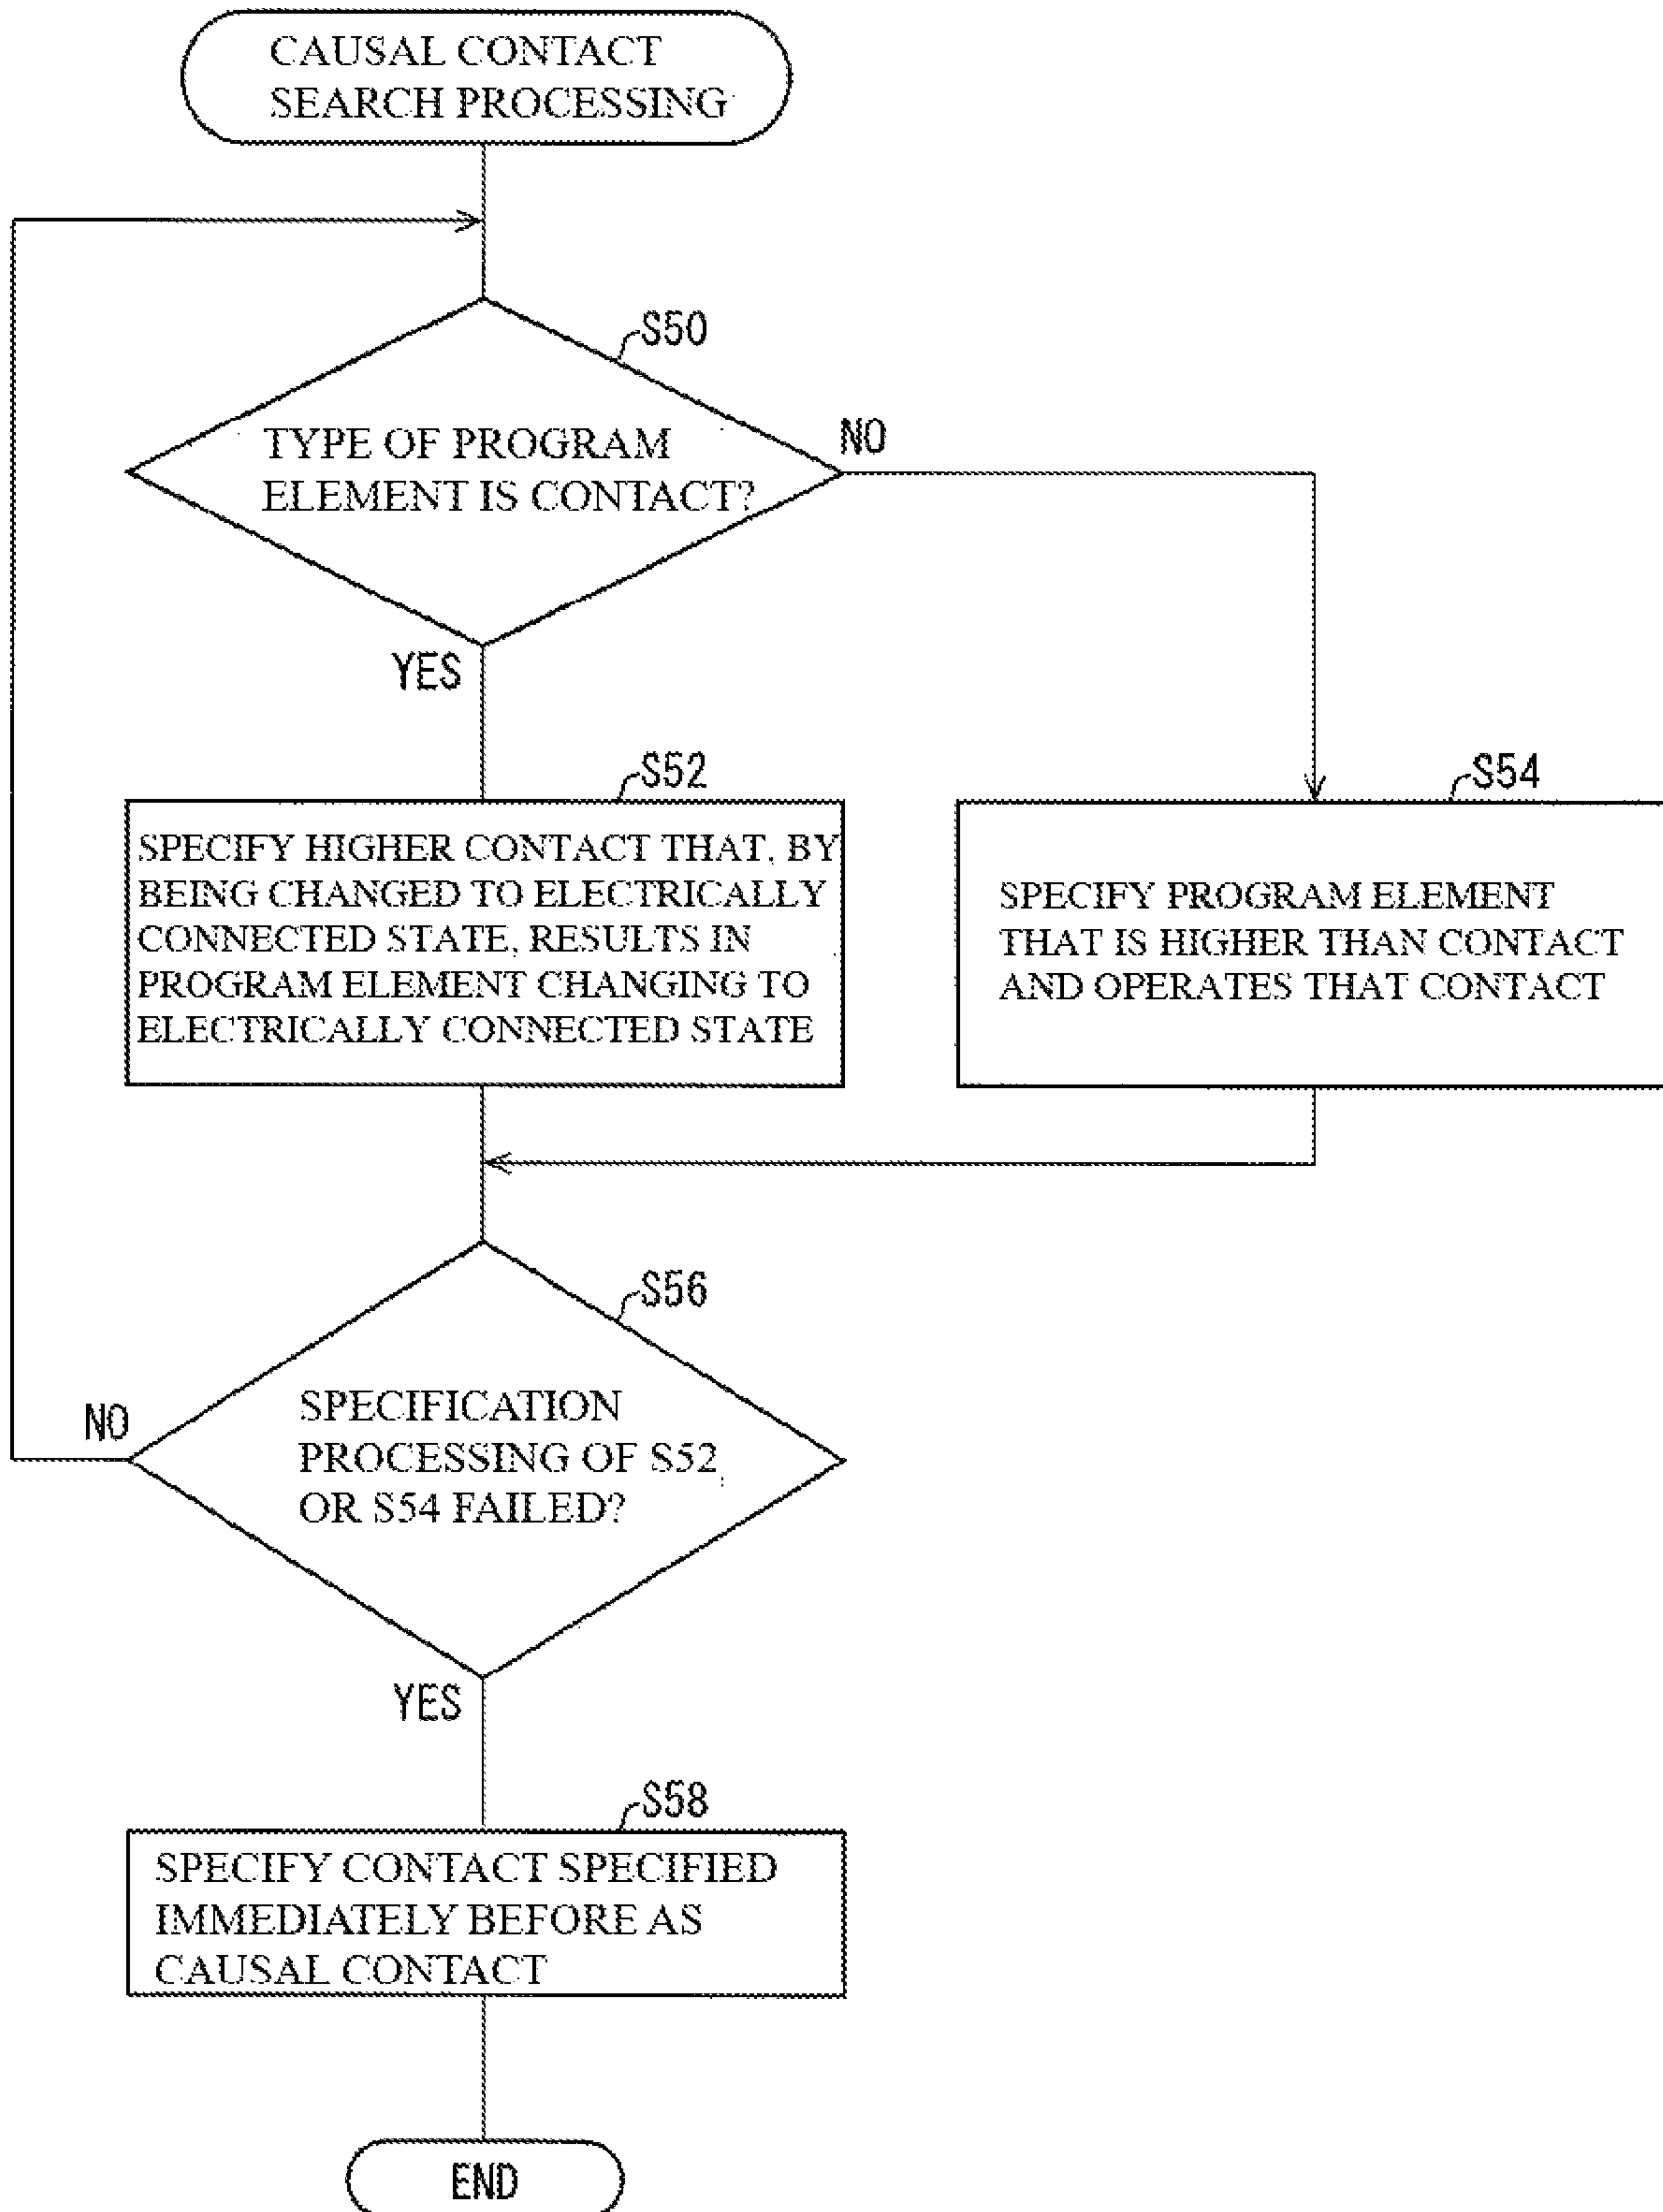 CAUSAL CONTACT
SEARCH PROCESSING
S50
TYPE OF PROGRAM
ELEMENT IS CONTACT?
NO
YES
S52
SPECIFY HIGHER CONTACT THAT, BY
BEING CHANGED TO ELECTRICALLY
CONNECTED STATE, RESULTS IN
PROGRAM ELEMENT CHANGING TO
ELECTRICALLY CONNECTED STATE
S54
SPECIFY PROGRAM ELEMENT
THAT IS HIGHER THAN CONTACT
AND OPERATES THAT CONTACT
S56
SPECIFICATION
PROCESSING OF S52
OR S54 FAILED?
NO
YES
S58
SPECIFY CONTACT SPECIFIED
IMMEDIATELY BEFORE AS
CAUSAL CONTACT
END